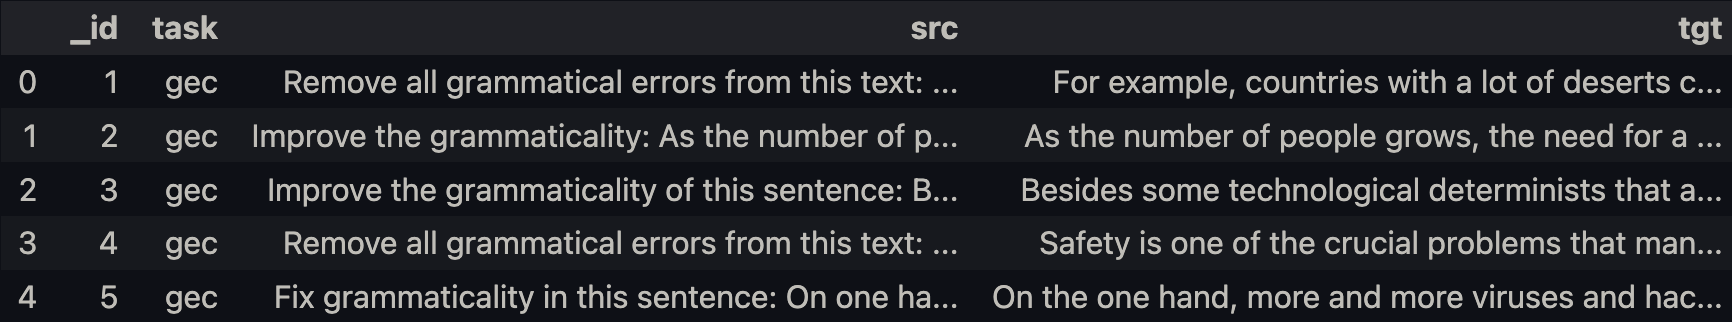 _id task src tgt
0 1 gec Remove all grammatical errors from this text: ... For example, countries with a lot of deserts c...
1 2 gec Improve the grammaticality: As the number of p... As the number of people grows, the need for a ...
2 3 gec Improve the grammaticality of this sentence: B... Besides some technological determinists that a...
3 4 gec Remove all grammatical errors from this text: ... Safety is one of the crucial problems that man...
4 5 gec Fix grammaticality in this sentence: On one ha... On the one hand, more and more viruses and hac...